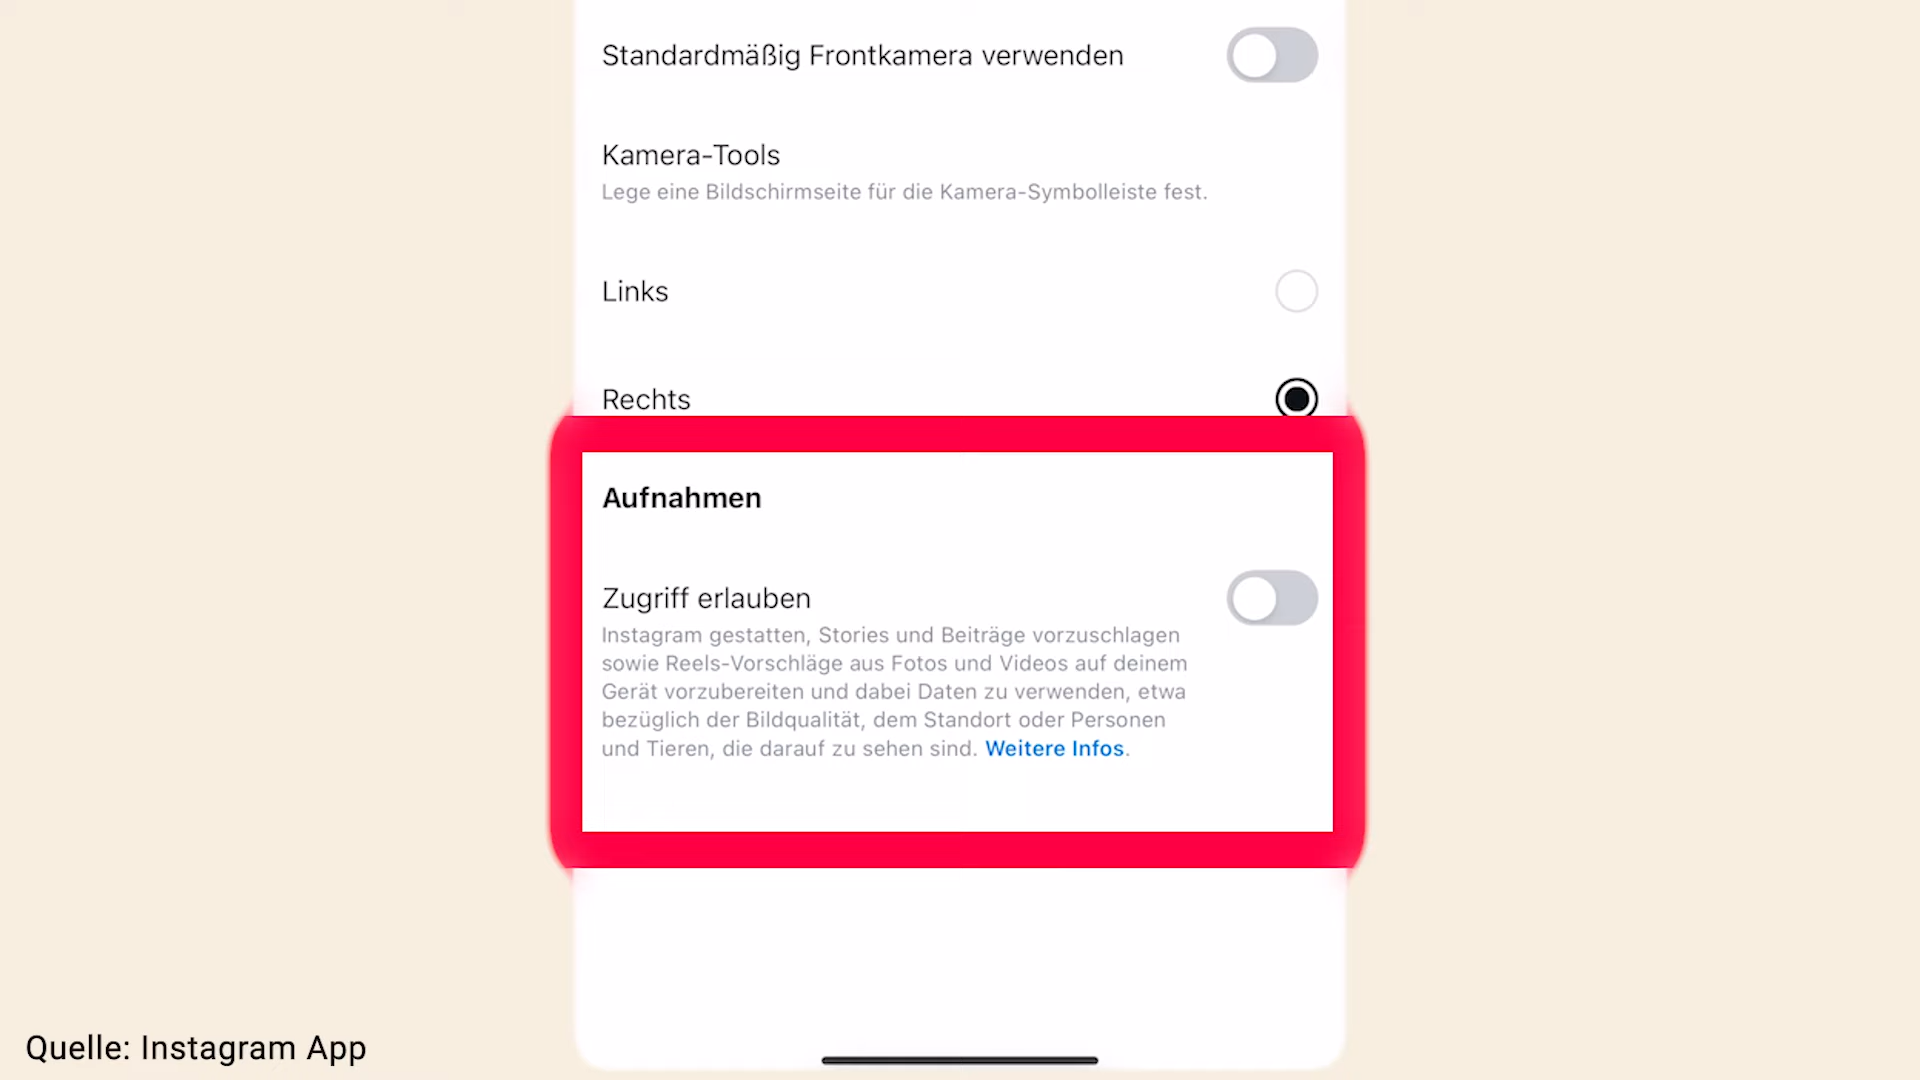 Standardmäßig Frontkamera verwenden
Kamera-Tools
Lege eine Bildschirmseite für die Kamera-Symbolleiste fest.
Links
Rechts
Aufnahmen
Zugriff erlauben
Instagram gestatten, Stories und Beiträge vorzuschlagen
sowie Reels-Vorschläge aus Fotos und Videos auf deinem
Gerät vorzubereiten und dabei Daten zu verwenden, etwa
bezüglich der Bildqualität, dem Standort oder Personen
und Tieren, die darauf zu sehen sind. Weitere Infos.
Quelle: Instagram App